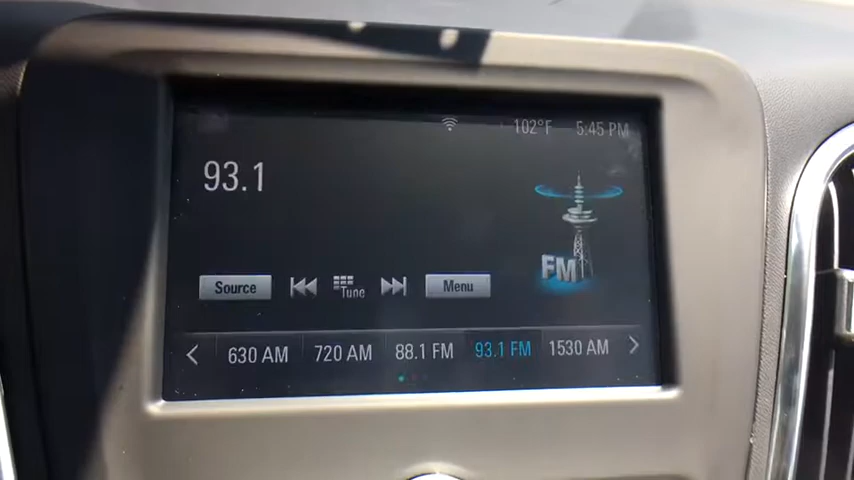 102°F 5:45 PM
93.1
FM
Source Tune Menu
630 AM 720 AM 88.1 FM 93.1 FM 1530 AM